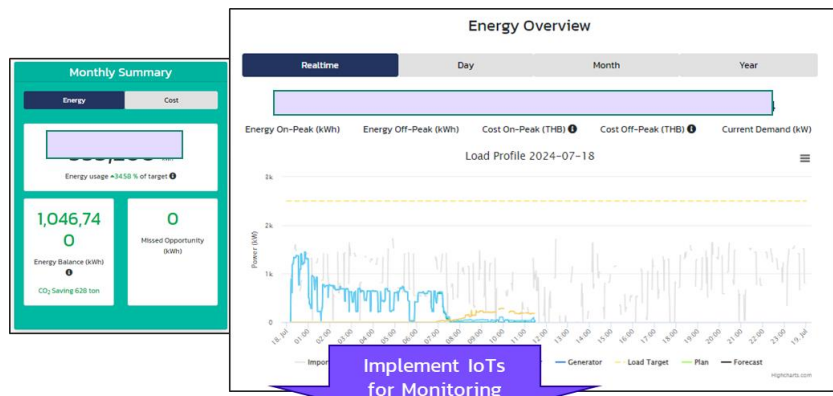 Energy Overview
Realtime Day Month Year
Energy On-Peak (kWh) Energy Off-Peak (kWh) Cost On-Peak (THB) Cost Off-Peak (THB) Current Demand (kW)
Load Profile 2024-07-18
2k
2k
1k
1k
0
Power (kW)
18. Jul 01:00 02:00 03:00 04:00 05:00 06:00 07:00 08:00 09:00 10:00 11:00 12:00 13:00 14:00 15:00 16:00 17:00 18:00 19:00 20:00 21:00 22:00 23:00 19. Jul
Generator Load Target Plan Forecast
Highcharts.com
Monthly Summary
Energy Cost
Energy usage +3458 % of target
1,046,74
0
Energy Balance (kWh)
CO₂ Saving 628 ton
0
Missed Opportunity
(kWh)
Implement IoTs
for Monitoring